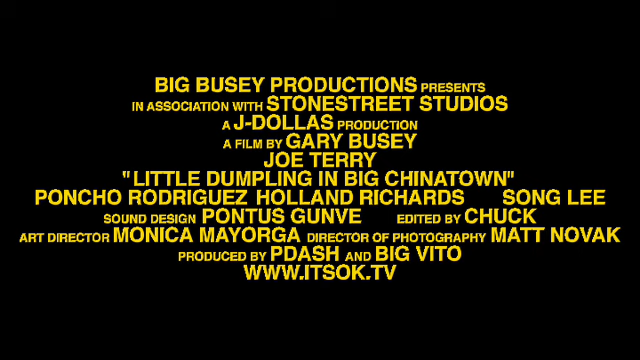 BIG BUSEY PRODUCTIONS PRESENTS
IN ASSOCIATION WITH STONESTREET STUDIOS
A J-DOLLAS PRODUCTION
A FILM BY GARY BUSEY
JOE TERRY
"LITTLE DUMPLING IN BIG CHINATOWN"
PONCHO RODRIGUEZ HOLLAND RICHARDS SONG LEE
SOUND DESIGN PONTUS GUNVE EDITED BY CHUCK
ART DIRECTOR MONICA MAYORGA DIRECTOR OF PHOTOGRAPHY MATT NOVAK
PRODUCED BY PDASH AND BIG VITO
WWW.ITSOK.TV